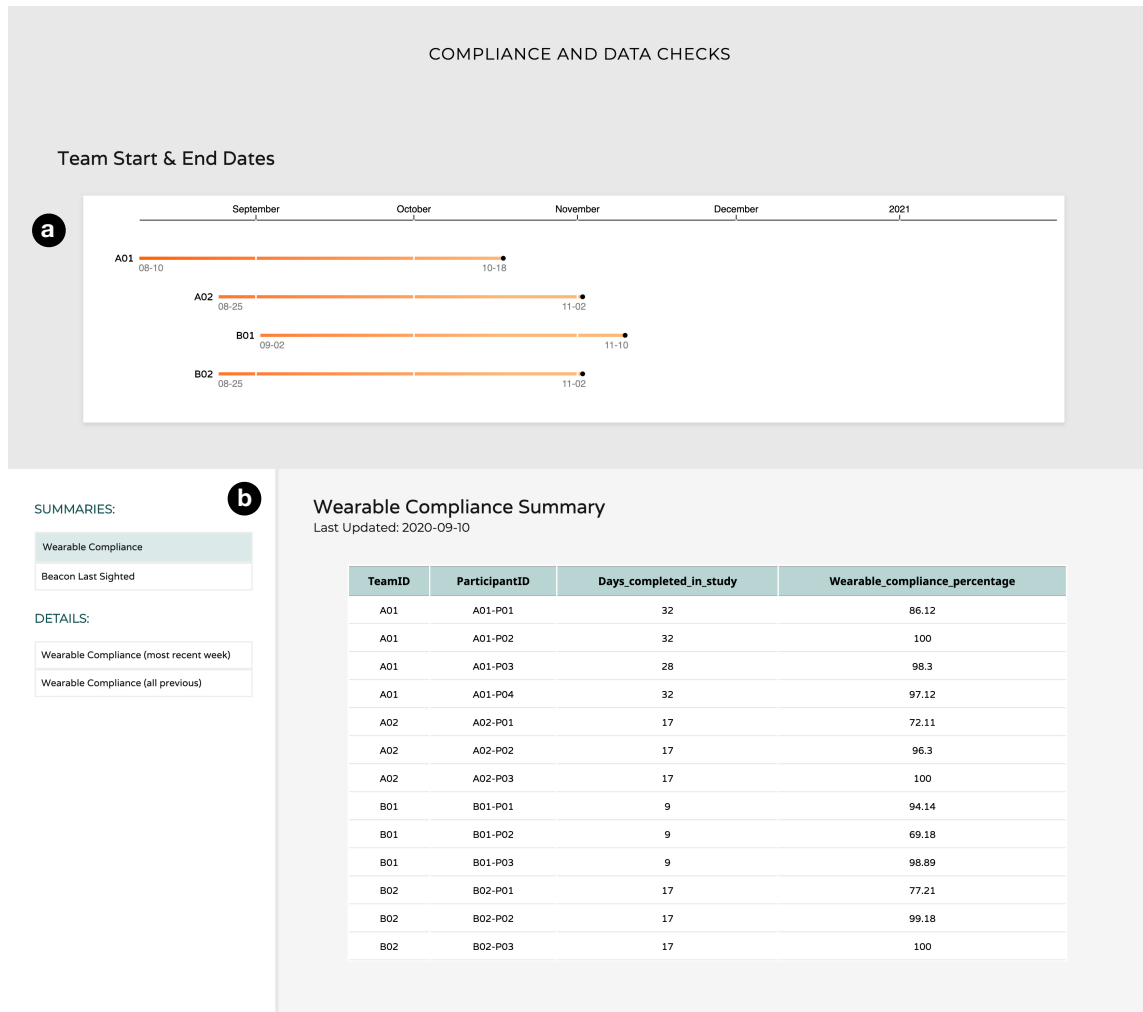 COMPLIANCE AND DATA CHECKS
Team Start & End Dates
a
September October November December 2021
A01
08-10 10-18
A02
08-25 11-02
B01
09-02 11-10
B02
08-25 11-02
b
SUMMARIES:
Wearable Compliance
Beacon Last Sighted
DETAILS:
Wearable Compliance (most recent week)
Wearable Compliance (all previous)
Wearable Compliance Summary
Last Updated: 2020-09-10
TeamID ParticipantID Days_completed_in_study Wearable_compliance_percentage
A01 A01-P01 32 86.12
A01 A01-P02 32 100
A01 A01-P03 28 98.3
A01 A01-P04 32 97.12
A02 A02-P01 17 72.11
A02 A02-P02 17 96.3
A02 A02-P03 17 100
B01 B01-P01 9 94.14
B01 B01-P02 9 69.18
B01 B01-P03 9 98.89
B02 B02-P01 17 77.21
B02 B02-P02 17 99.18
B02 B02-P03 17 100